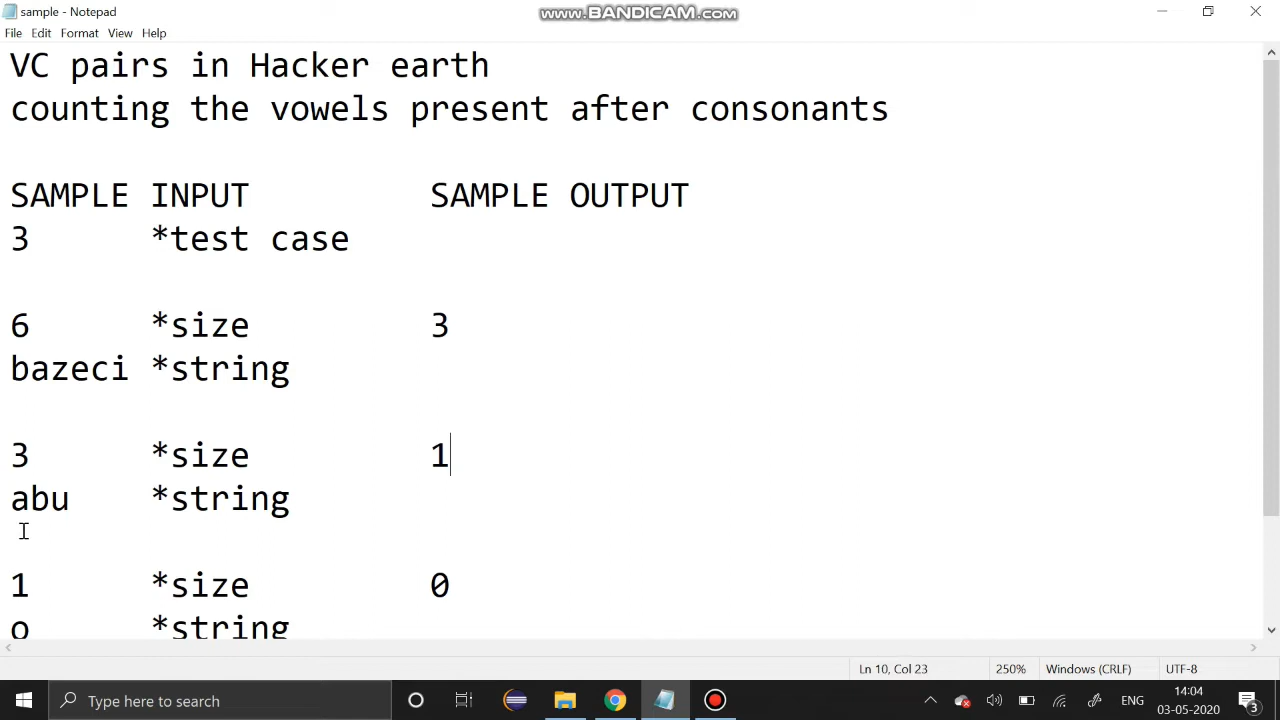 sample - Notepad
www.BANDICAM.com
File Edit Format View Help
VC pairs in Hacker earth
counting the vowels present after consonants
SAMPLE INPUT SAMPLE OUTPUT
3 *test case
6 *size 3
bazeci *string
3 *size 1
abu *string
1 *size 0
o *string
Ln 10, Col 23 250% Windows (CRLF) UTF-8
Type here to search
ENG
14:04
03-05-2020
3